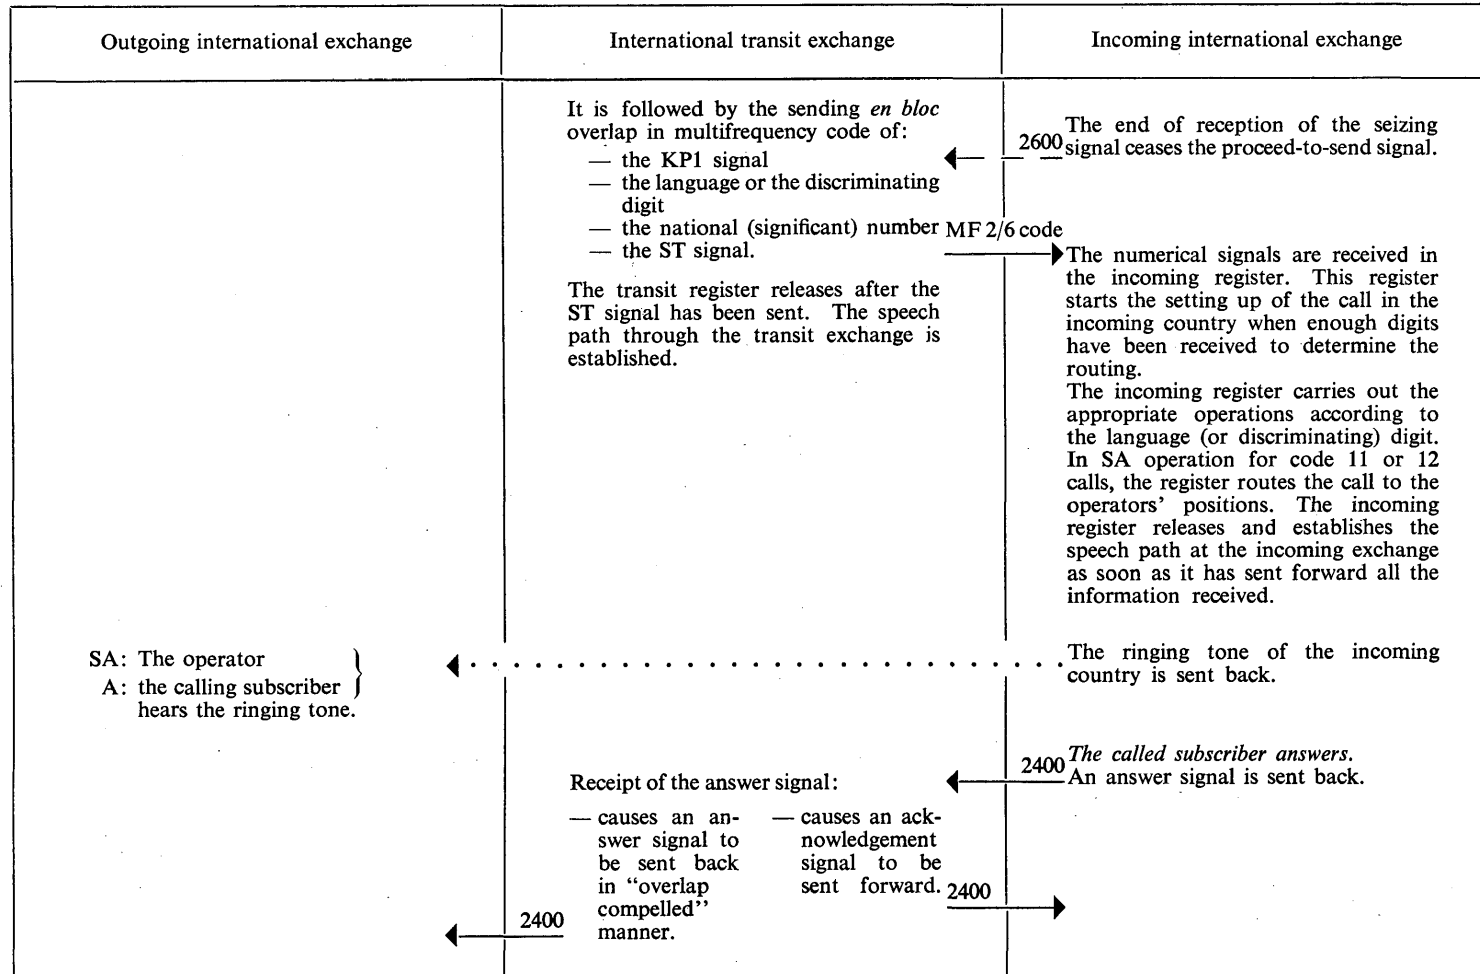 Outgoing international exchange
International transit exchange
Incoming international exchange
It is followed by the sending en bloc
overlap in multifrequency code of:
— the KP1 signal
— the language or the discriminating
digit
— the national (significant) number
— the ST signal.
The transit register releases after the
ST signal has been sent. The speech
path through the transit exchange is
established.
2600
The end of reception of the seizing
signal ceases the proceed-to-send signal.
MF 2/6 code
The numerical signals are received in
the incoming register. This register
starts the setting up of the call in the
incoming country when enough digits
have been received to determine the
routing.
The incoming register carries out the
appropriate operations according to
the language (or discriminating) digit.
In SA operation for code 11 or 12
calls, the register routes the call to the
operators’ positions. The incoming
register releases and establishes the
speech path at the incoming exchange
as soon as it has sent forward all the
information received.
SA: The operator
A: the calling subscriber
hears the ringing tone.
The ringing tone of the incoming
country is sent back.
2400
The called subscriber answers.
An answer signal is sent back.
Receipt of the answer signal:
— causes an an-
swer signal to
be sent back
in “overlap
compelled”
manner.
— causes an ack-
nowledgement
signal to be
sent forward.
2400
2400